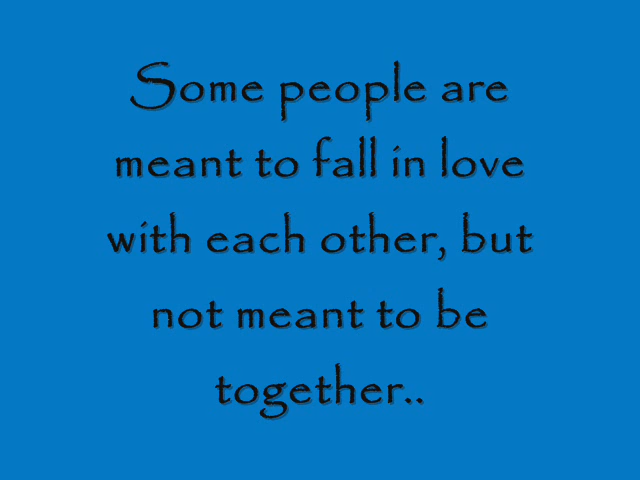 Some people are
meant to fall in love
with each other, but
not meant to be
together..